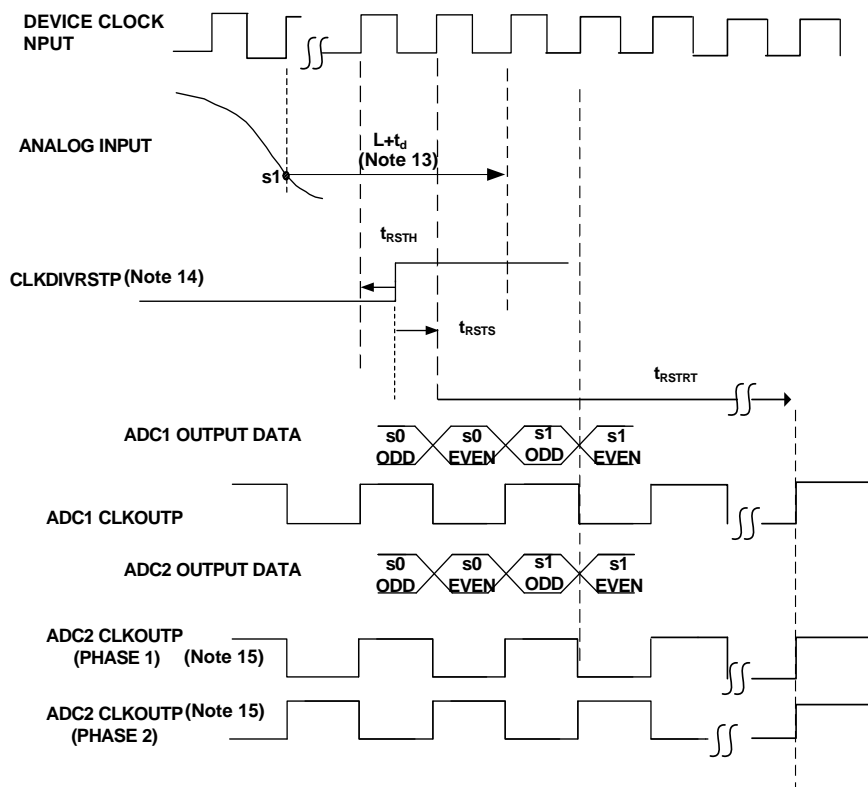 DEVICE CLOCK
NPUT
ANALOG INPUT
L+td
(Note 13)
s1
tRSTH
CLKDIVRSTP (Note 14)
tRSTS
tRSTRT
ADC1 OUTPUT DATA
s0
ODD
s0
EVEN
s1
ODD
s1
EVEN
ADC1 CLKOUTP
ADC2 OUTPUT DATA
s0
ODD
s0
EVEN
s1
ODD
s1
EVEN
ADC2 CLKOUTP
(PHASE 1) (Note 15)
ADC2 CLKOUTP (Note 15)
(PHASE 2)